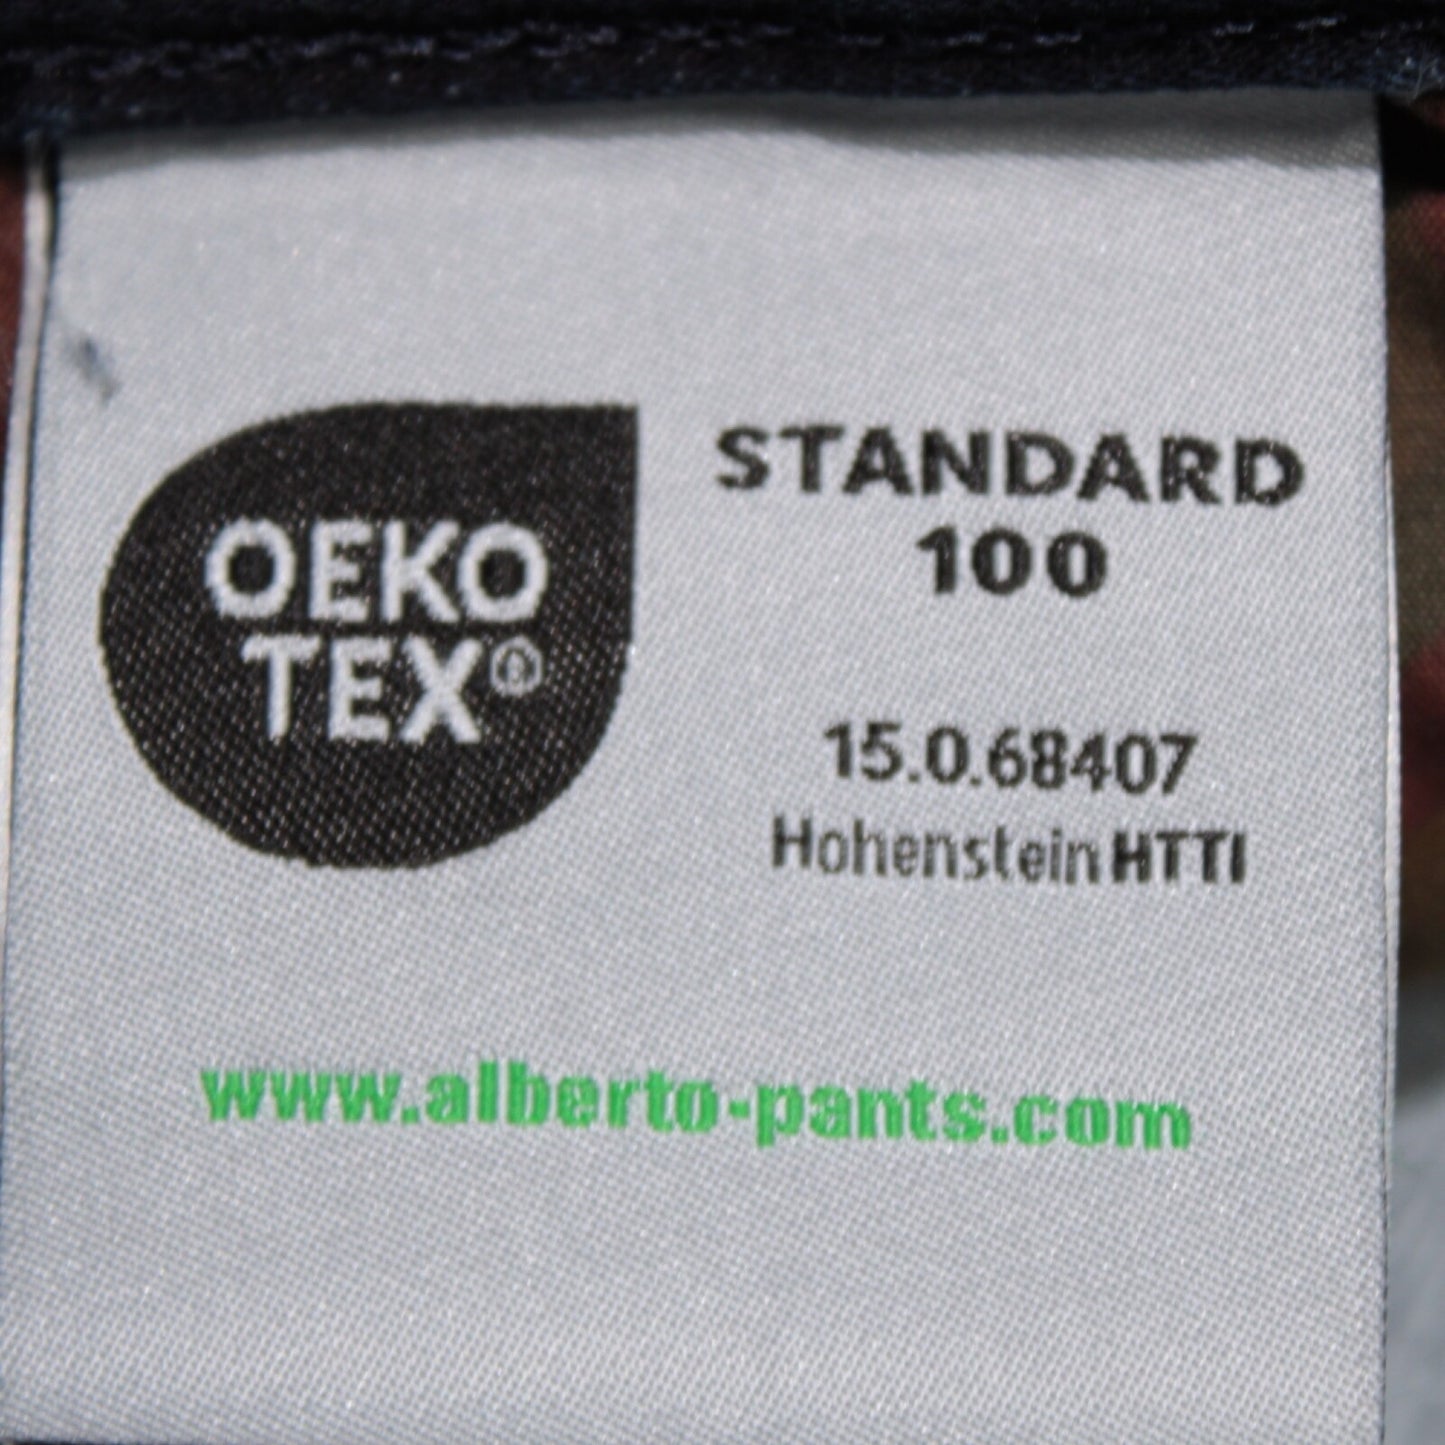 OEKO
TEX®
STANDARD
100
15.0.68407
Hohenstein HTTI
www.alberto-pants.com